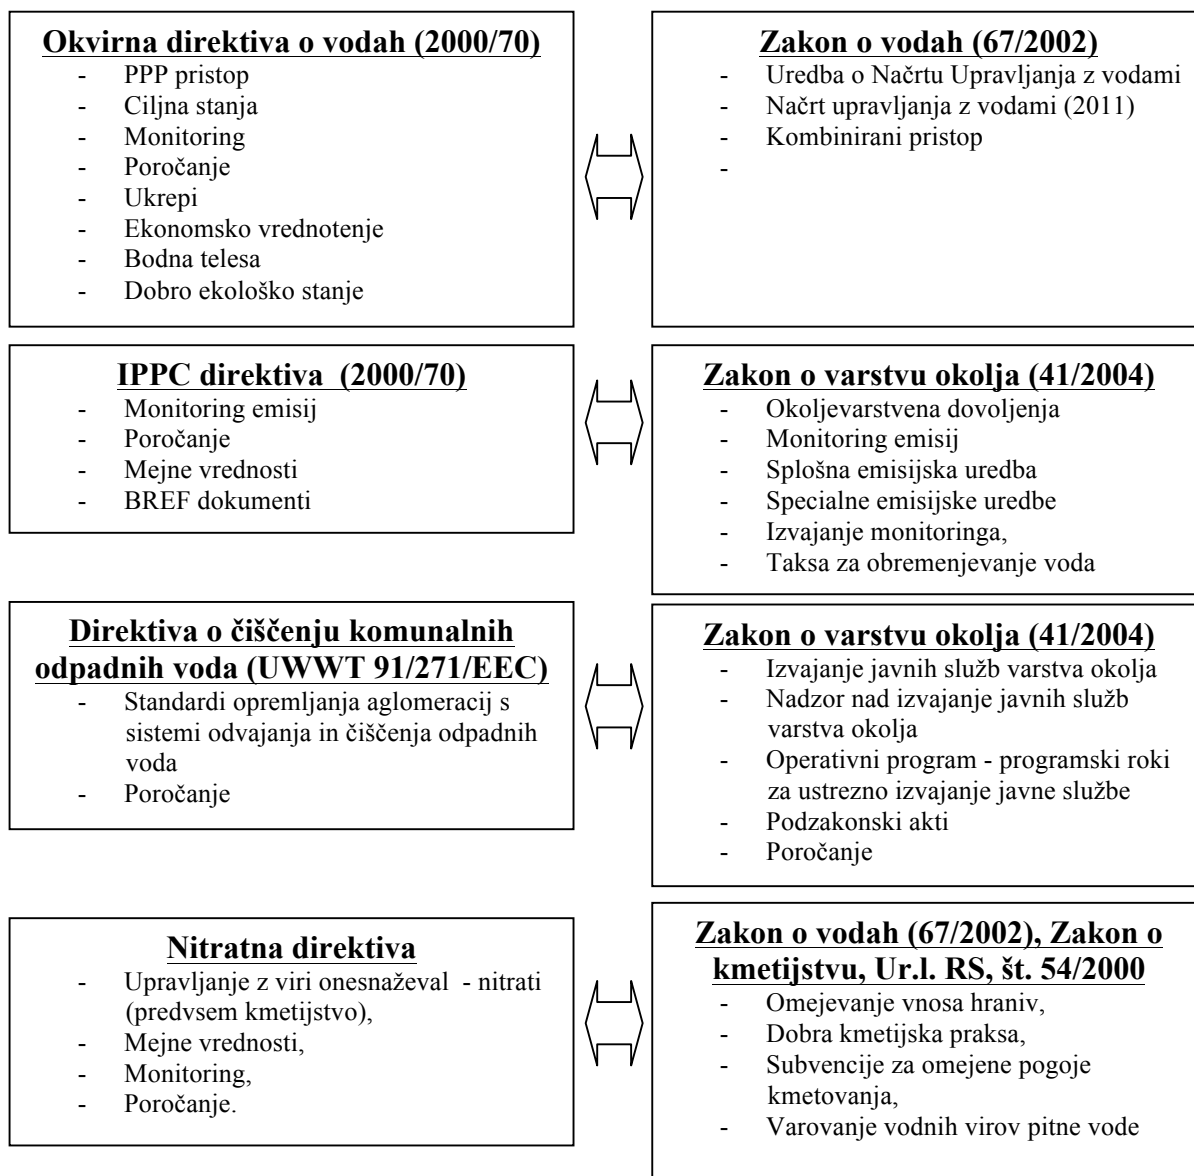 Okvirna direktiva o vodah (2000/70)
- PPP pristop
- Ciljna stanja
- Monitoring
- Poročanje
- Ukrepi
- Ekonomsko vrednotenje
- Bodna telesa
- Dobro ekološko stanje
Zakon o vodah (67/2002)
- Uredba o Načrtu Upravljanja z vodami
- Načrt upravljanja z vodami (2011)
- Kombinirani pristop
-
IPPC direktiva (2000/70)
- Monitoring emisij
- Poročanje
- Mejne vrednosti
- BREF dokumenti
Zakon o varstvu okolja (41/2004)
- Okoljevarstvena dovoljenja
- Monitoring emisij
- Splošna emisijska uredba
- Specialne emisijske uredbe
- Izvajanje monitoringa,
- Taksa za obremenjevanje voda
Direktiva o čiščenju komunalnih
odpadnih voda (UWWT 91/271/EEC)
- Standardi opremljanja aglomeracij s
sistemi odvajanja in čiščenja odpadnih
voda
- Poročanje
Zakon o varstvu okolja (41/2004)
- Izvajanje javnih služb varstva okolja
- Nadzor nad izvajanje javnih služb
varstva okolja
- Operativni program - programski roki
za ustrezno izvajanje javne službe
- Podzakonski akti
- Poročanje
Nitratna direktiva
- Upravljanje z viri onesnaževal - nitrati
(predvsem kmetijstvo),
- Mejne vrednosti,
- Monitoring,
- Poročanje.
Zakon o vodah (67/2002), Zakon o
kmetijstvu, Ur.l. RS, št. 54/2000
- Omejevanje vnosa hraniv,
- Dobra kmetijska praksa,
- Subvencije za omejene pogoje
kmetovanja,
- Varovanje vodnih virov pitne vode